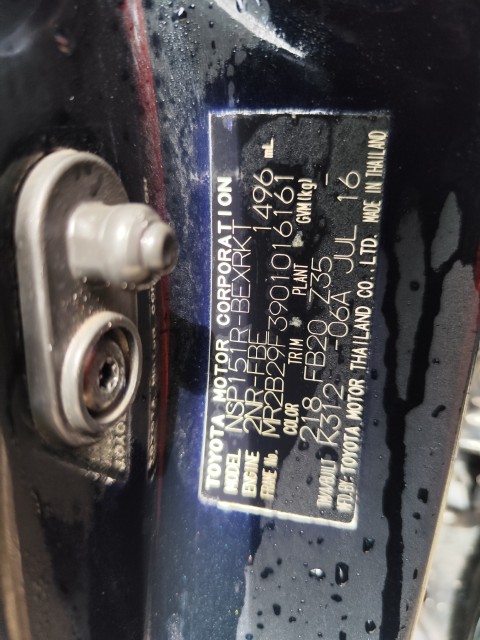 TOYOTA MOTOR CORPORATION
MODEL NSP151R-BEXRKT
ENGINE 2NR-FBE 1496 mL
FRAME No. MR2B29F3901016161
COLOR TRIM PLANT GVM(kg)
218 FB20 Z35 -
TRANS/BUILT K312 -06A JUL 16
MFD.BY: TOYOTA MOTOR THAILAND CO.,LTD. MADE IN THAILAND